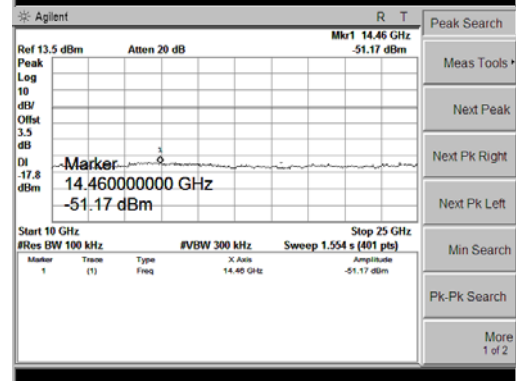 Agilent R T
Peak Search
Mkr1 14.46 GHz
Ref 13.5 dBm Atten 20 dB -51.17 dBm
Peak
Log
10
dB/
Offst
3.5
dB
DI
-17.8
dBm
1
Marker
14.460000000 GHz
-51.17 dBm
Start 10 GHz Stop 25 GHz
#Res BW 100 kHz #VBW 300 kHz Sweep 1.554 s (401 pts)
Marker Trace Type X Axis Amplitude
1 (1) Freq 14.46 GHz -51.17 dBm
Meas Tools
Next Peak
Next Pk Right
Next Pk Left
Min Search
Pk-Pk Search
More
1 of 2